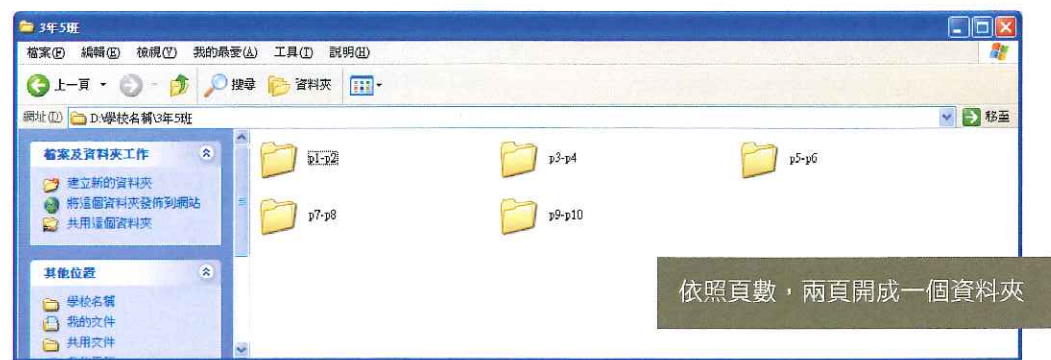 3年5班
檔案(F) 編輯(E) 檢視(V) 我的最愛(A) 工具(T) 說明(H)
上一頁 搜尋 資料夾
網址(D) D:\學校名稱\3年5班 移至
檔案及資料夾工作
建立新的資料夾
將這個資料夾發佈到網站
共用這個資料夾
其他位置
學校名稱
我的文件
共用文件
p1-p2 p3-p4 p5-p6
p7-p8 p9-p10
依照頁數，兩頁開成一個資料夾